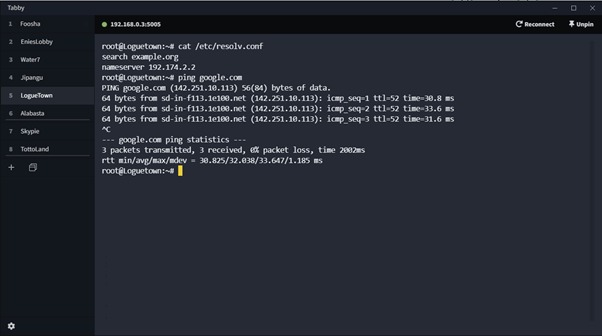 Tabby
1 Foosha
2 EniesLobby
3 Water7
4 Jipangu
5 LogueTown
6 Alabasta
7 Skypie
8 TottoLand
192.168.0.3:5005
Reconnect
Unpin
root@Loguetown:~# cat /etc/resolv.conf
search example.org
nameserver 192.174.2.2
root@Loguetown:~# ping google.com
PING google.com (142.251.10.113) 56(84) bytes of data.
64 bytes from sd-in-f113.1e100.net (142.251.10.113): icmp_seq=1 ttl=52 time=30.8 ms
64 bytes from sd-in-f113.1e100.net (142.251.10.113): icmp_seq=2 ttl=52 time=33.6 ms
64 bytes from sd-in-f113.1e100.net (142.251.10.113): icmp_seq=3 ttl=52 time=31.6 ms
^C
--- google.com ping statistics ---
3 packets transmitted, 3 received, 0% packet loss, time 2002ms
rtt min/avg/max/mdev = 30.825/32.038/33.647/1.185 ms
root@Loguetown:~#